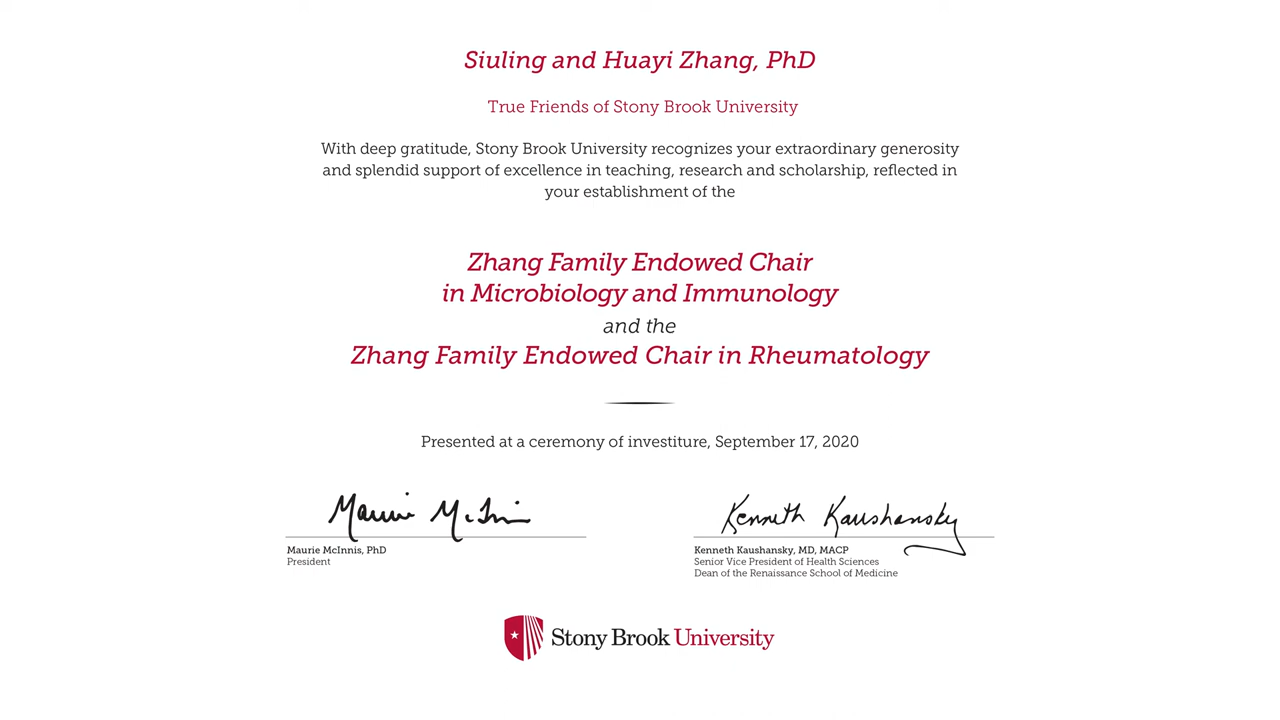 Siuling and Huayi Zhang, PhD
True Friends of Stony Brook University
With deep gratitude, Stony Brook University recognizes your extraordinary generosity
and splendid support of excellence in teaching, research and scholarship, reflected in
your establishment of the
Zhang Family Endowed Chair
in Microbiology and Immunology
and the
Zhang Family Endowed Chair in Rheumatology
Presented at a ceremony of investiture, September 17, 2020
Maurie McInnis
Kenneth Kaushansky
Maurie McInnis, PhD
President
Kenneth Kaushansky, MD, MACP
Senior Vice President of Health Sciences
Dean of the Renaissance School of Medicine
Stony Brook University